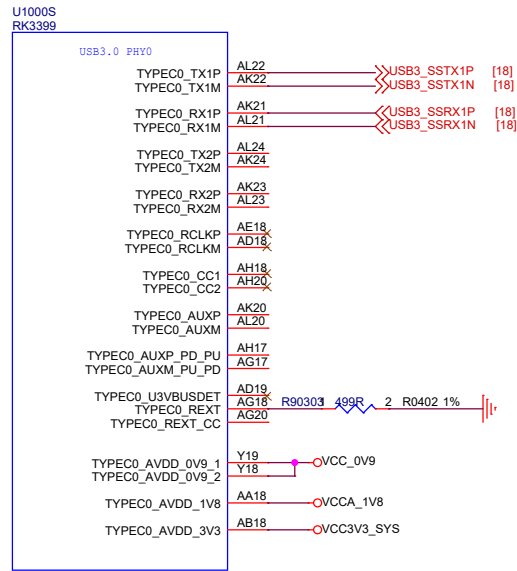 U1000S
RK3399
USB3.0 PHY0
TYPEC0_TX1P AL22 USB3_SSTX1P [18]
TYPEC0_TX1M AK22 USB3_SSTX1N [18]
TYPEC0_RX1P AK21 USB3_SSRX1P [18]
TYPEC0_RX1M AL21 USB3_SSRX1N [18]
TYPEC0_TX2P AL24
TYPEC0_TX2M AK24
TYPEC0_RX2P AK23
TYPEC0_RX2M AL23
TYPEC0_RCLKP AE18
TYPEC0_RCLKM AD18
TYPEC0_CC1 AH18
TYPEC0_CC2 AH20
TYPEC0_AUXP AK20
TYPEC0_AUXM AL20
TYPEC0_AUXP_PD_PU AH17
TYPEC0_AUXM_PU_PD AG17
TYPEC0_U3VBUSDET AD19
TYPEC0_REXT AG18 R90303 1 499R 2 R0402 1%
TYPEC0_REXT_CC AG20
TYPEC0_AVDD_0V9_1 Y19 VCC_0V9
TYPEC0_AVDD_0V9_2 Y18
TYPEC0_AVDD_1V8 AA18 VCCA_1V8
TYPEC0_AVDD_3V3 AB18 VCC3V3_SYS